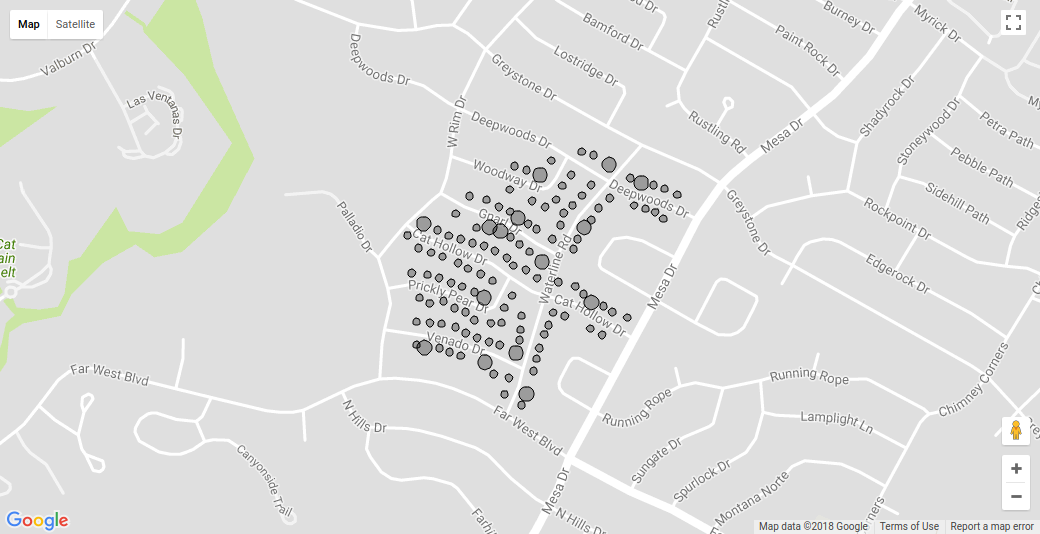 Map Satellite
Valburn Dr
Las Ventanas Dr
Deepwoods Dr
Bamford Dr
Burney Dr
Myrick Dr
Lostridge Dr
Paint Rock Dr
Greystone Dr
W Rim Dr
Deepwoods Dr
Rustling Rd
Mesa Dr
Shadyrock Dr
Stoneywood Dr
Petra Path
Pebble Path
Sidehill Path
Woodway Dr
Deepwoods Dr
Greystone Dr
Rockpoint Dr
Palladio Dr
Cat Hollow Dr
Waterline Rd
Edgerock Dr
Prickly Pear Dr
Cat Hollow Dr
Mesa Dr
Venado Dr
Far West Blvd
Running Rope
Chimney Corners
N Hills Dr
Far West Blvd
Running Rope
Lamplight Ln
Canyonside Trail
Sungate Dr
Spurlock Dr
Montana Notte
Mesa Dr
N Hills Dr
Google
Map data ©2018 Google Terms of Use Report a map error